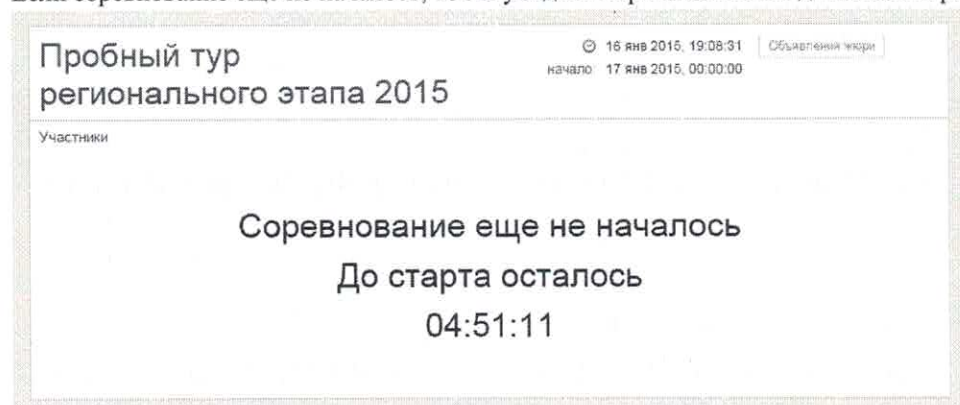 Пробный тур
регионального этапа 2015
16 янв 2015, 19:08:31
Объявления жюри
начало: 17 янв 2015, 00:00:00
Участники
Соревнование еще не началось
До старта осталось
04:51:11